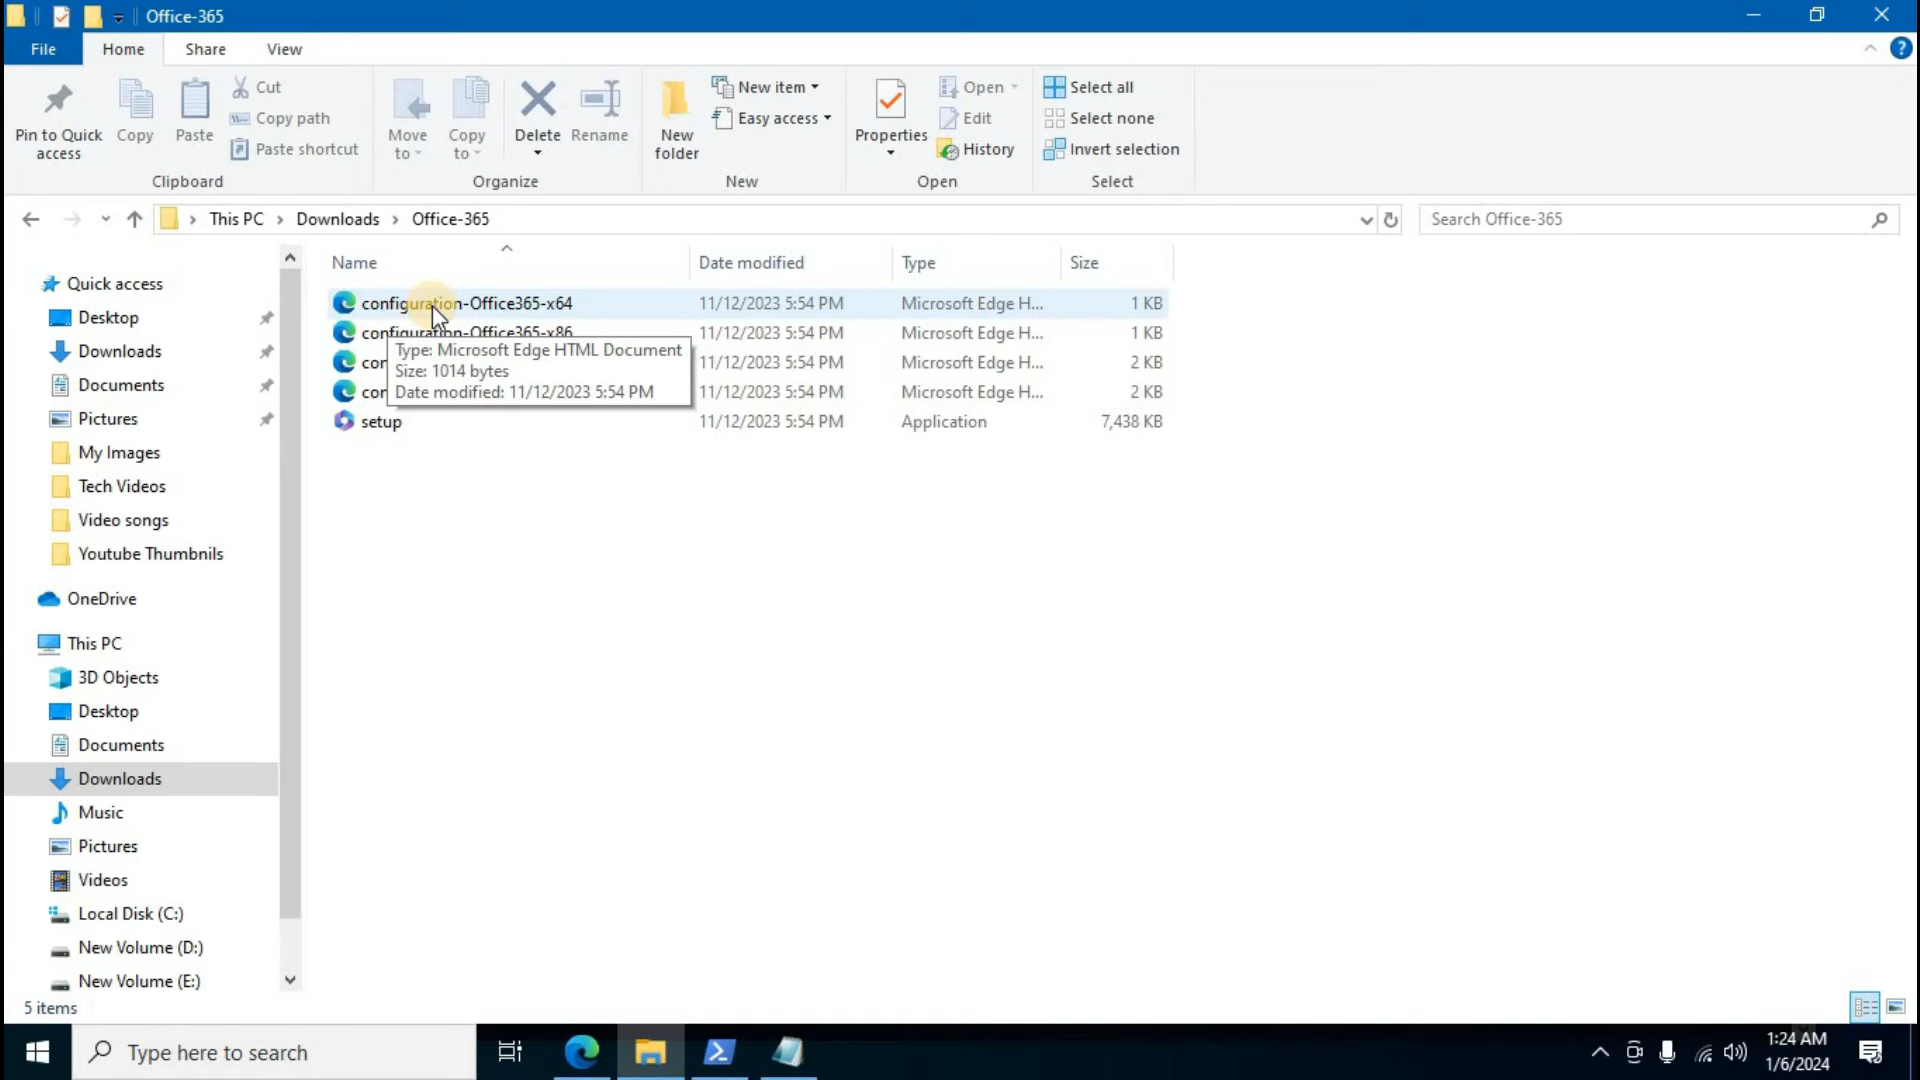 Office-365
File Home Share View
Pin to Quick access
Copy
Paste
Cut
Copy path
Paste shortcut
Clipboard
Move to
Copy to
Delete
Rename
Organize
New folder
New item
Easy access
New
Properties
Open
Edit
History
Open
Select all
Select none
Invert selection
Select
This PC > Downloads > Office-365
Search Office-365
Quick access
Desktop
Downloads
Documents
Pictures
My Images
Tech Videos
Video songs
Youtube Thumbnils
OneDrive
This PC
3D Objects
Desktop
Documents
Downloads
Music
Pictures
Videos
Local Disk (C:)
New Volume (D:)
New Volume (E:)
Name Date modified Type Size
configuration-Office365-x64 11/12/2023 5:54 PM Microsoft Edge H... 1 KB
configuration-Office365-x86 11/12/2023 5:54 PM Microsoft Edge H... 1 KB
11/12/2023 5:54 PM Microsoft Edge H... 2 KB
11/12/2023 5:54 PM Microsoft Edge H... 2 KB
setup 11/12/2023 5:54 PM Application 7,438 KB
Type: Microsoft Edge HTML Document
Size: 1014 bytes
Date modified: 11/12/2023 5:54 PM
5 items
Type here to search
1:24 AM
1/6/2024